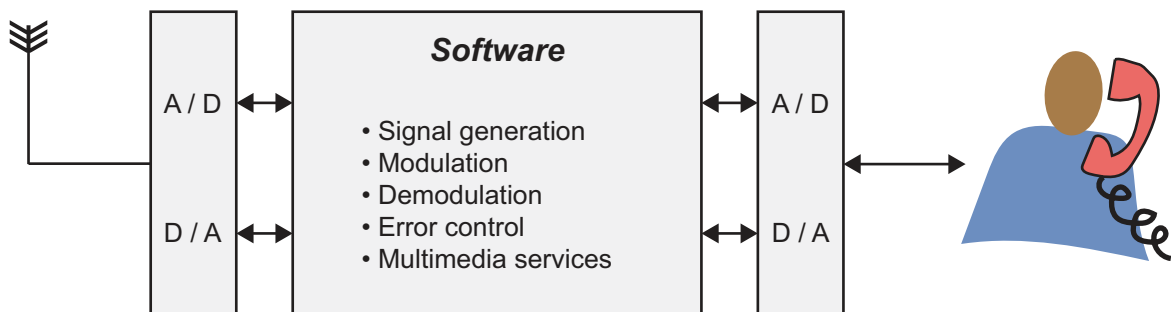 Software
A / D
A / D
• Signal generation
• Modulation
• Demodulation
• Error control
• Multimedia services
D / A
D / A